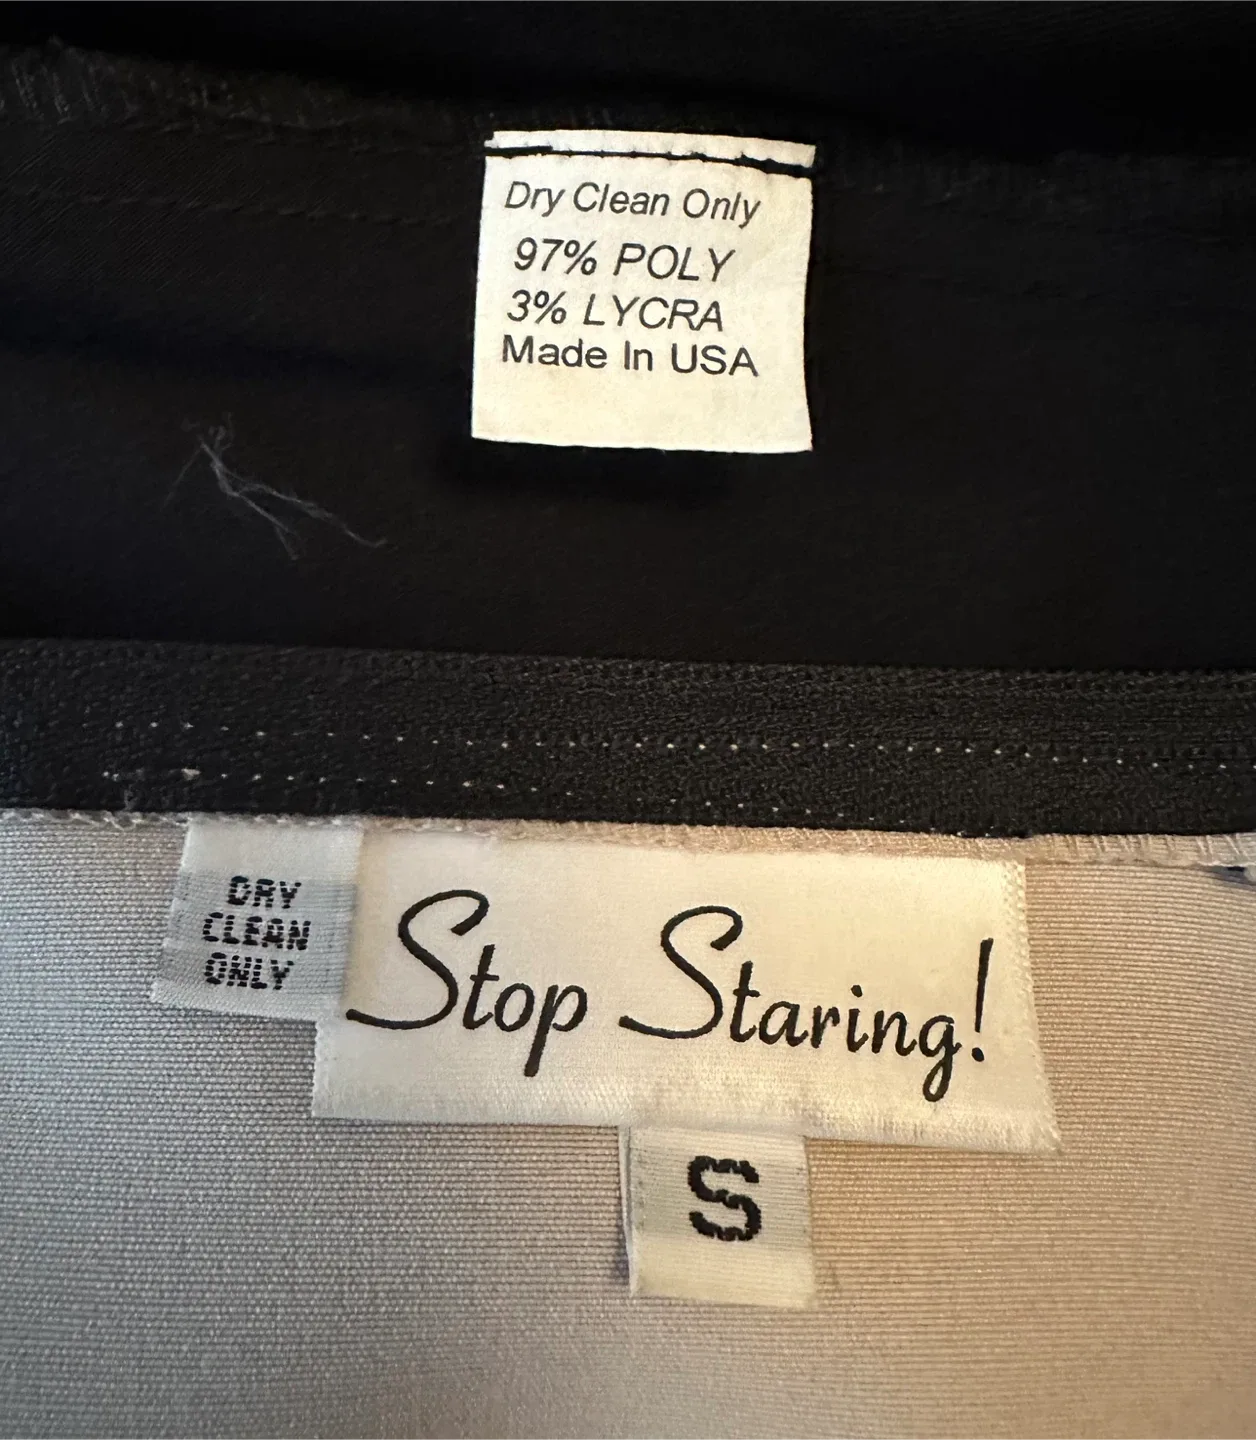 Dry Clean Only
97% POLY
3% LYCRA
Made In USA
DRY
CLEAN
ONLY
Stop Staring!
S